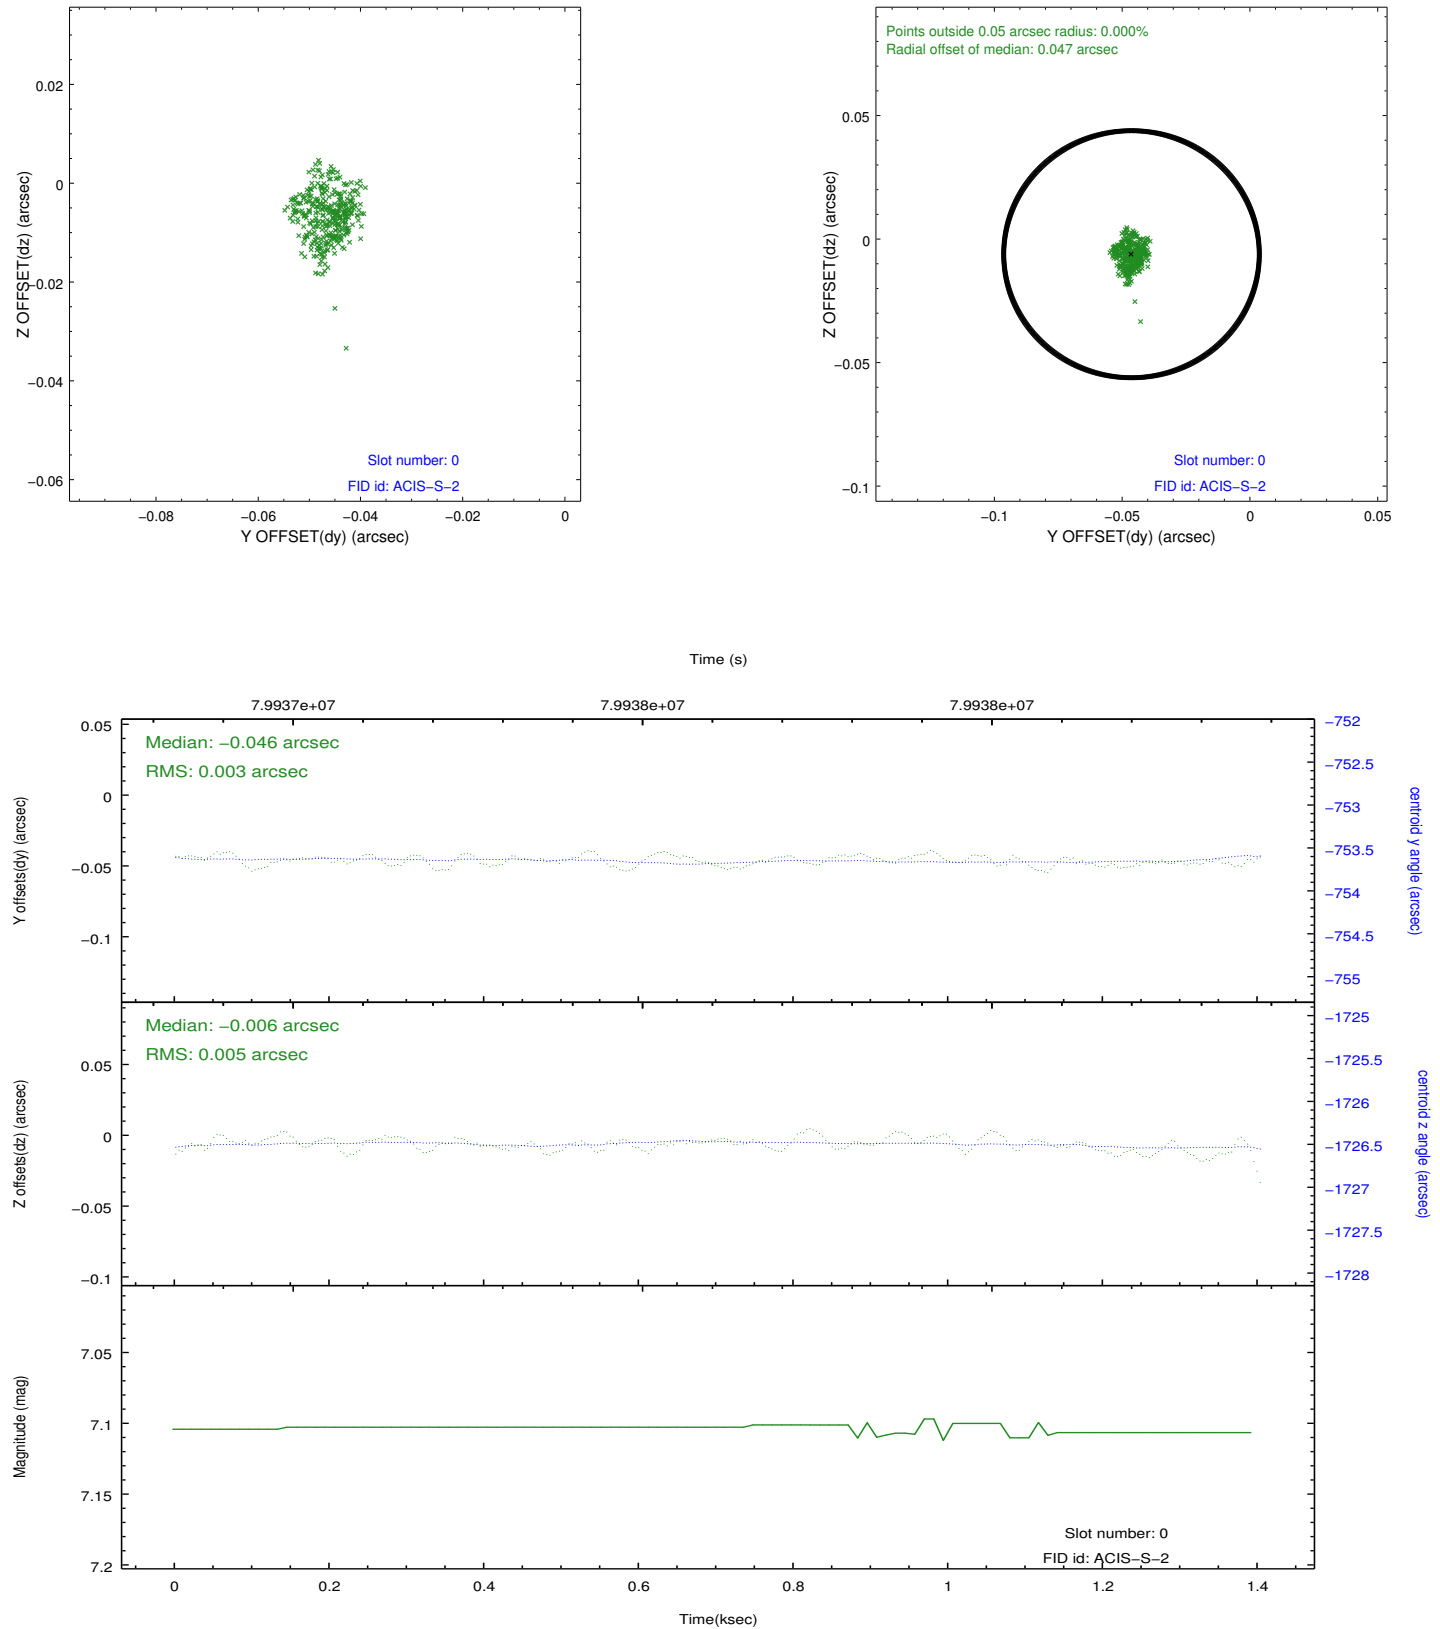 0.02
0
−0.02
−0.04
−0.06
Z OFFSET(dz) (arcsec)
Slot number: 0
FID id: ACIS−S−2
−0.08
−0.06
−0.04
−0.02
0
Y OFFSET(dy) (arcsec)
Points outside 0.05 arcsec radius: 0.000%
Radial offset of median: 0.047 arcsec
0.05
0
−0.05
−0.1
Z OFFSET(dz) (arcsec)
Slot number: 0
FID id: ACIS−S−2
−0.1
−0.05
0
0.05
Y OFFSET(dy) (arcsec)
Time (s)
7.9937e+07
7.9938e+07
7.9938e+07
Median: −0.046 arcsec
RMS: 0.003 arcsec
0.05
0
−0.05
−0.1
Y offsets(dy) (arcsec)
−752
−752.5
−753
−753.5
−754
−754.5
−755
centroid y angle (arcsec)
Median: −0.006 arcsec
RMS: 0.005 arcsec
0.05
0
−0.05
−0.1
Z offsets(dz) (arcsec)
−1725
−1725.5
−1726
−1726.5
−1727
−1727.5
−1728
centroid z angle (arcsec)
7.05
7.1
7.15
7.2
Magnitude (mag)
Slot number: 0
FID id: ACIS−S−2
0
0.2
0.4
0.6
0.8
1
1.2
1.4
Time(ksec)